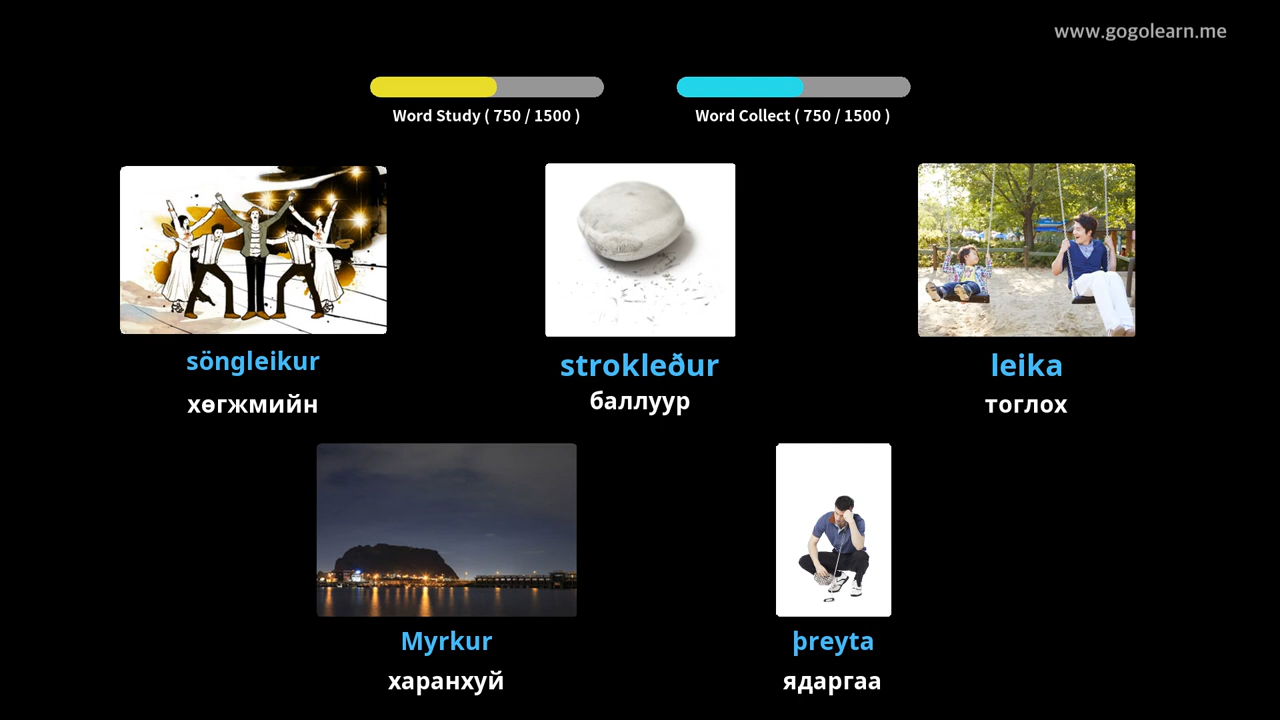 www.gogolearn.me
Word Study ( 750 / 1500 )
Word Collect ( 750 / 1500 )
söngleikur
strokleður
leika
хөгжмийн
баллуур
тоглох
Myrkur
þreyta
харанхуй
ядаргаа